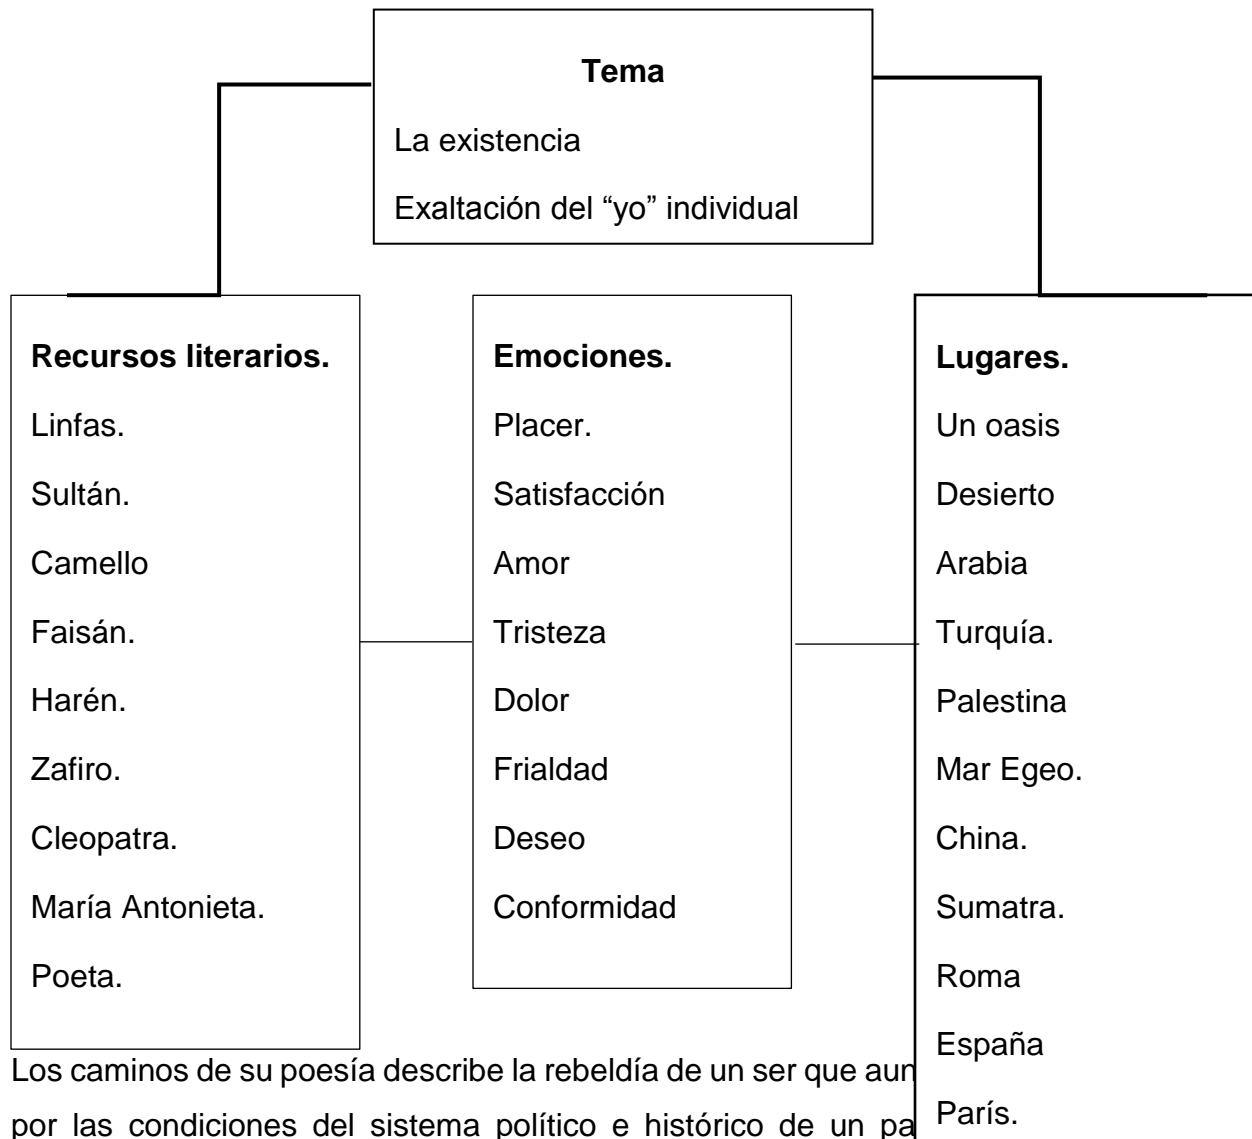 Tema
La existencia
Exaltación del “yo” individual
Recursos literarios.
Linfas.
Sultán.
Camello
Faisán.
Harén.
Zafiro.
Cleopatra.
María Antonieta.
Poeta.
Emociones.
Placer.
Satisfacción
Amor
Tristeza
Dolor
Frialdad
Deseo
Conformidad
Lugares.
Un oasis
Desierto
Arabia
Turquía.
Palestina
Mar Egeo.
China.
Sumatra.
Roma
España
París.
Los caminos de su poesía describe la rebeldía de un ser que aun
por las condiciones del sistema político e histórico de un pa